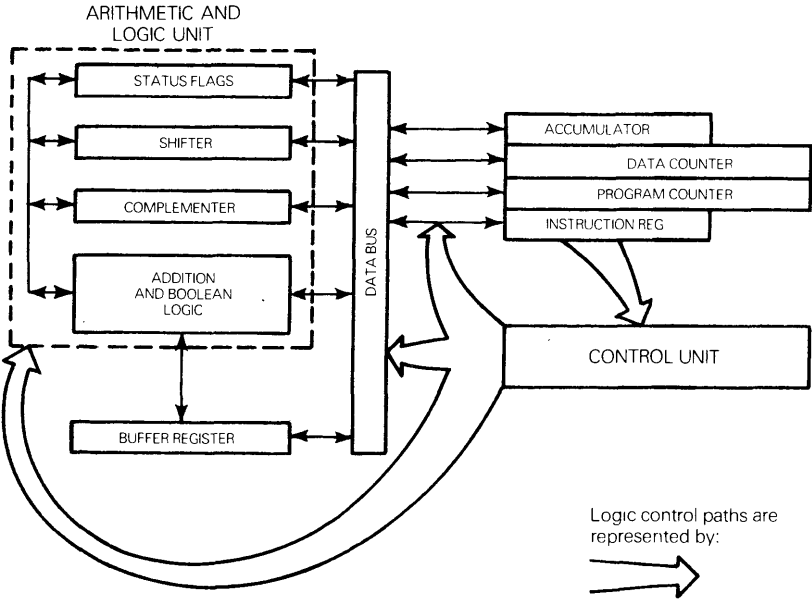 ARITHMETIC AND
LOGIC UNIT
STATUS FLAGS
SHIFTER
COMPLEMENTER
ADDITION
AND BOOLEAN
LOGIC
BUFFER REGISTER
DATA BUS
ACCUMULATOR
DATA COUNTER
PROGRAM COUNTER
INSTRUCTION REG
CONTROL UNIT
Logic control paths are
represented by: